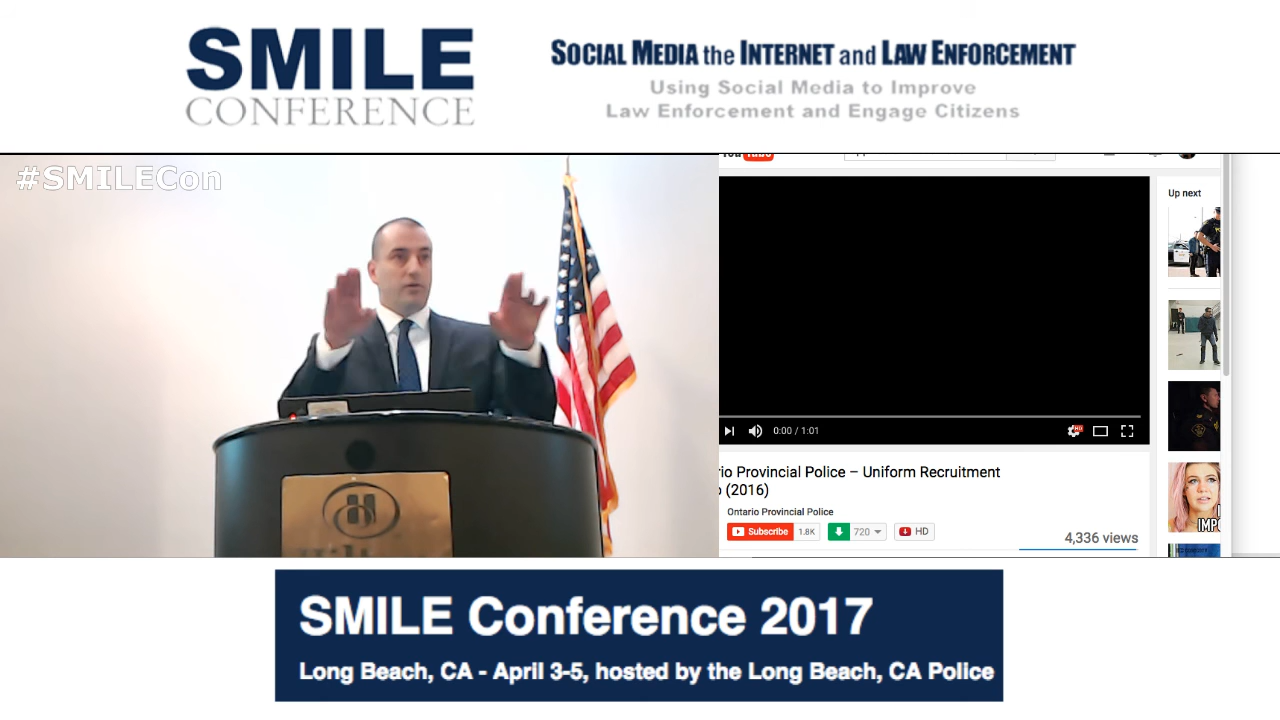 SMILE
CONFERENCE
SOCIAL MEDIA the INTERNET and LAW ENFORCEMENT
Using Social Media to Improve
Law Enforcement and Engage Citizens
#SMILECon
Up next
0:00 / 1:01
HD
rio Provincial Police – Uniform Recruitment
(2016)
Ontario Provincial Police
Subscribe 1.8K 720 HD
4,336 views
SMILE Conference 2017
Long Beach, CA - April 3-5, hosted by the Long Beach, CA Police